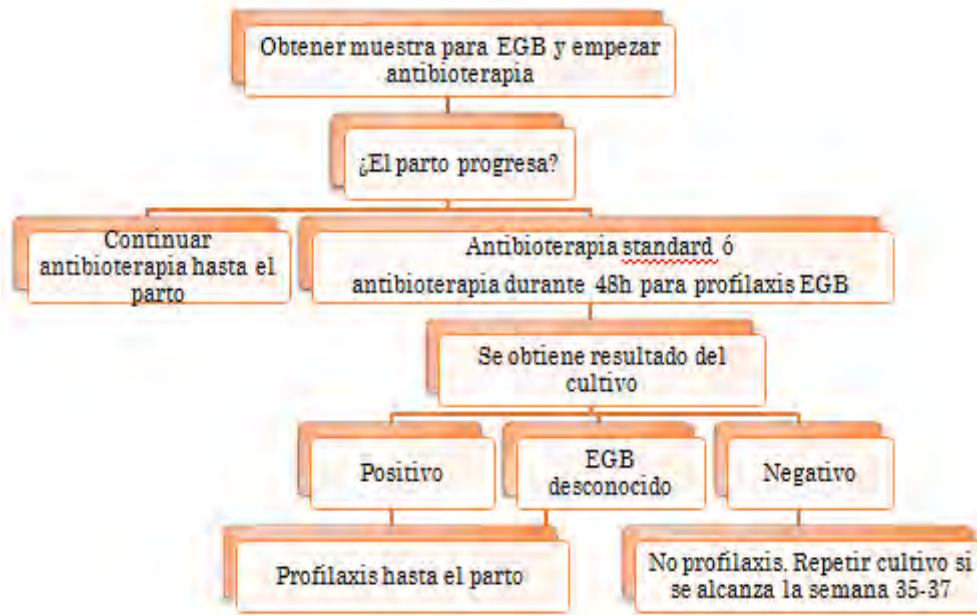 Obtener muestra para EGB y empezar
antibioterapia
¿El parto progresa?
Continuar
antibioterapia hasta el
parto
Antibioterapia standard ó
antibioterapia durante 48h para profilaxis EGB
Se obtiene resultado del
cultivo
Positivo
EGB
desconocido
Negativo
Profilaxis hasta el parto
No profilaxis. Repetir cultivo si
se alcanza la semana 35-37